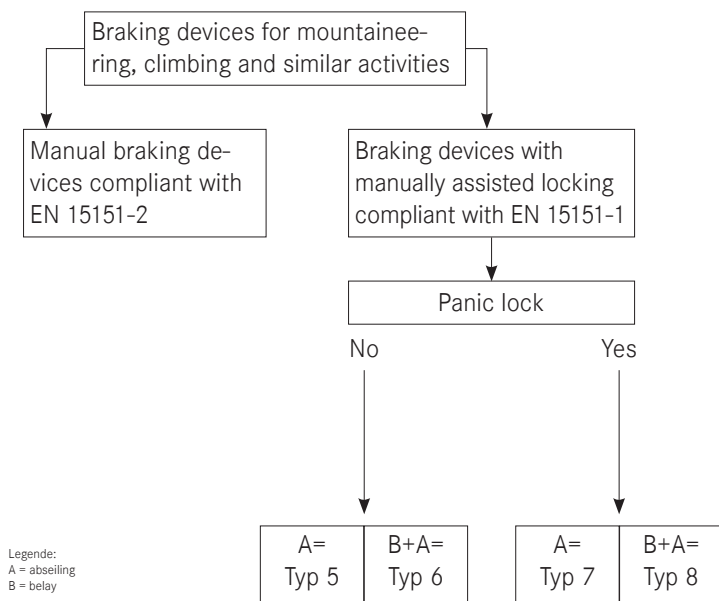 Braking devices for mountainee-
ring, climbing and similar activities
Manual braking de-
vices compliant with
EN 15151-2
Braking devices with
manually assisted locking
compliant with EN 15151-1
Panic lock
No
Yes
A=
Typ 5
B+A=
Typ 6
A=
Typ 7
B+A=
Typ 8
Legende:
A = abseiling
B = belay